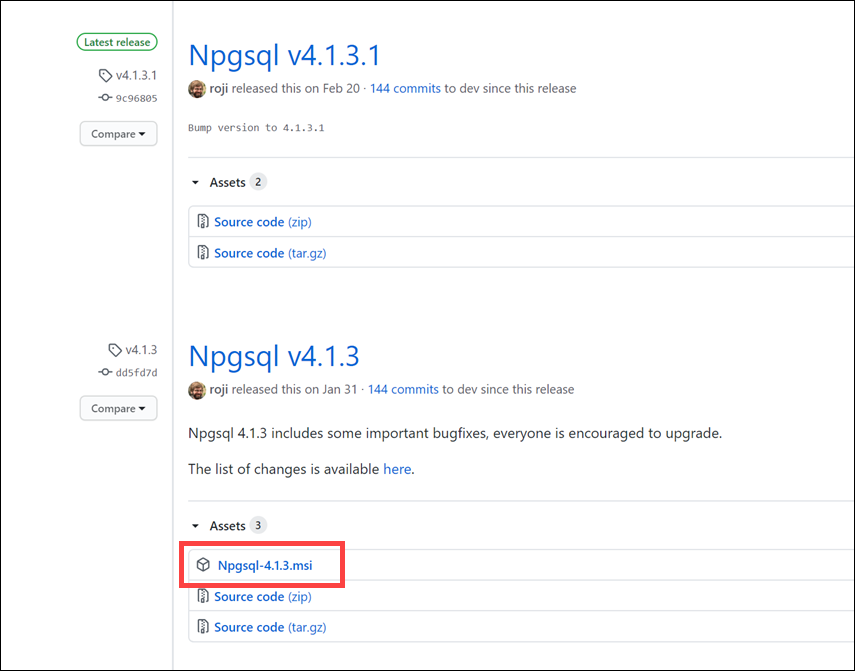 Latest release
v4.1.3.1
9c96805
Compare
Npgsql v4.1.3.1
roji released this on Feb 20 · 144 commits to dev since this release
Bump version to 4.1.3.1
Assets 2
Source code (zip)
Source code (tar.gz)
v4.1.3
dd5fd7d
Compare
Npgsql v4.1.3
roji released this on Jan 31 · 144 commits to dev since this release
Npgsql 4.1.3 includes some important bugfixes, everyone is encouraged to upgrade.
The list of changes is available here.
Assets 3
Npgsql-4.1.3.msi
Source code (zip)
Source code (tar.gz)